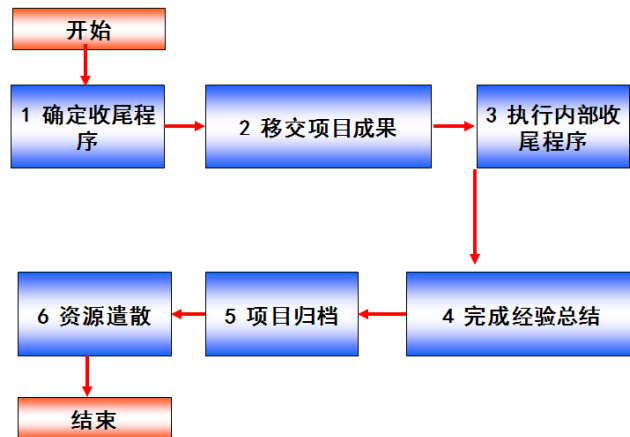 开始
1 确定收尾程
序
2 移交项目成果
3 执行内部收
尾程序
4 完成经验总结
5 项目归档
6 资源遣散
结束